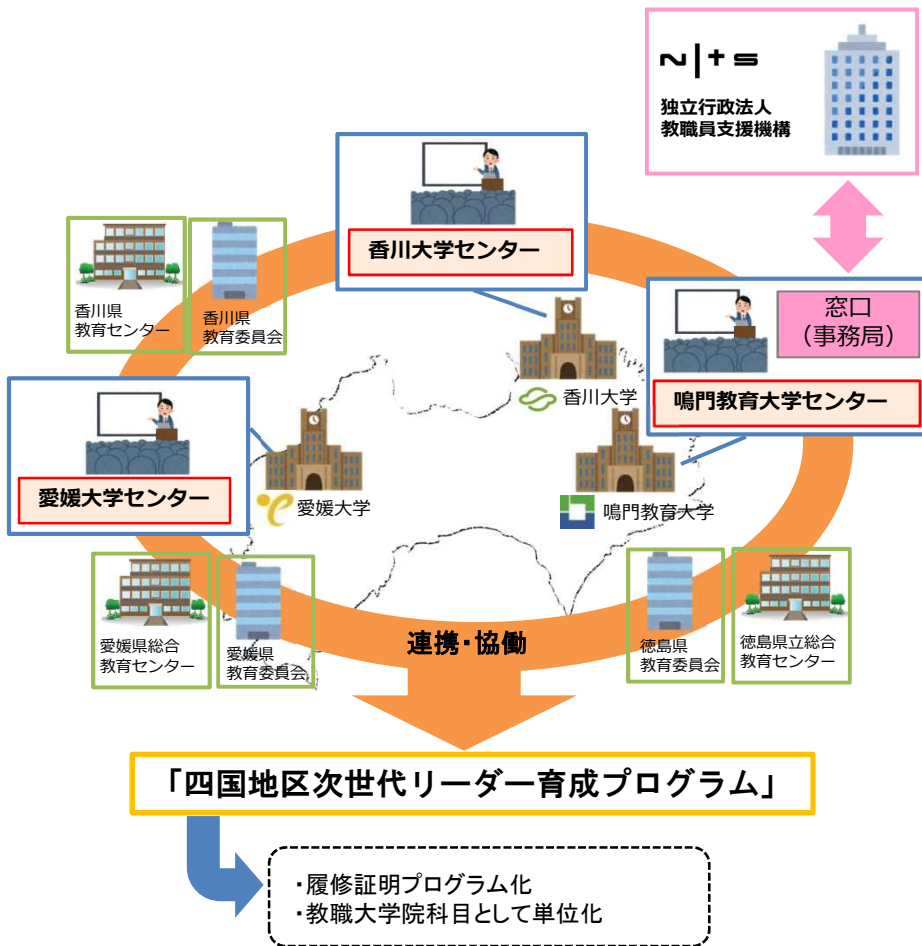 N|ts
独立行政法人
教職員支援機構
香川大学センター
香川県
教育センター
香川県
教育委員会
窓口
（事務局）
香川大学
鳴門教育大学センター
愛媛大学センター
愛媛大学
鳴門教育大学
愛媛県総合
教育センター
愛媛県
教育委員会
連携・協働
徳島県
教育委員会
徳島県立総合
教育センター
「四国地区次世代リーダー育成プログラム」
・履修証明プログラム化
・教職大学院科目として単位化